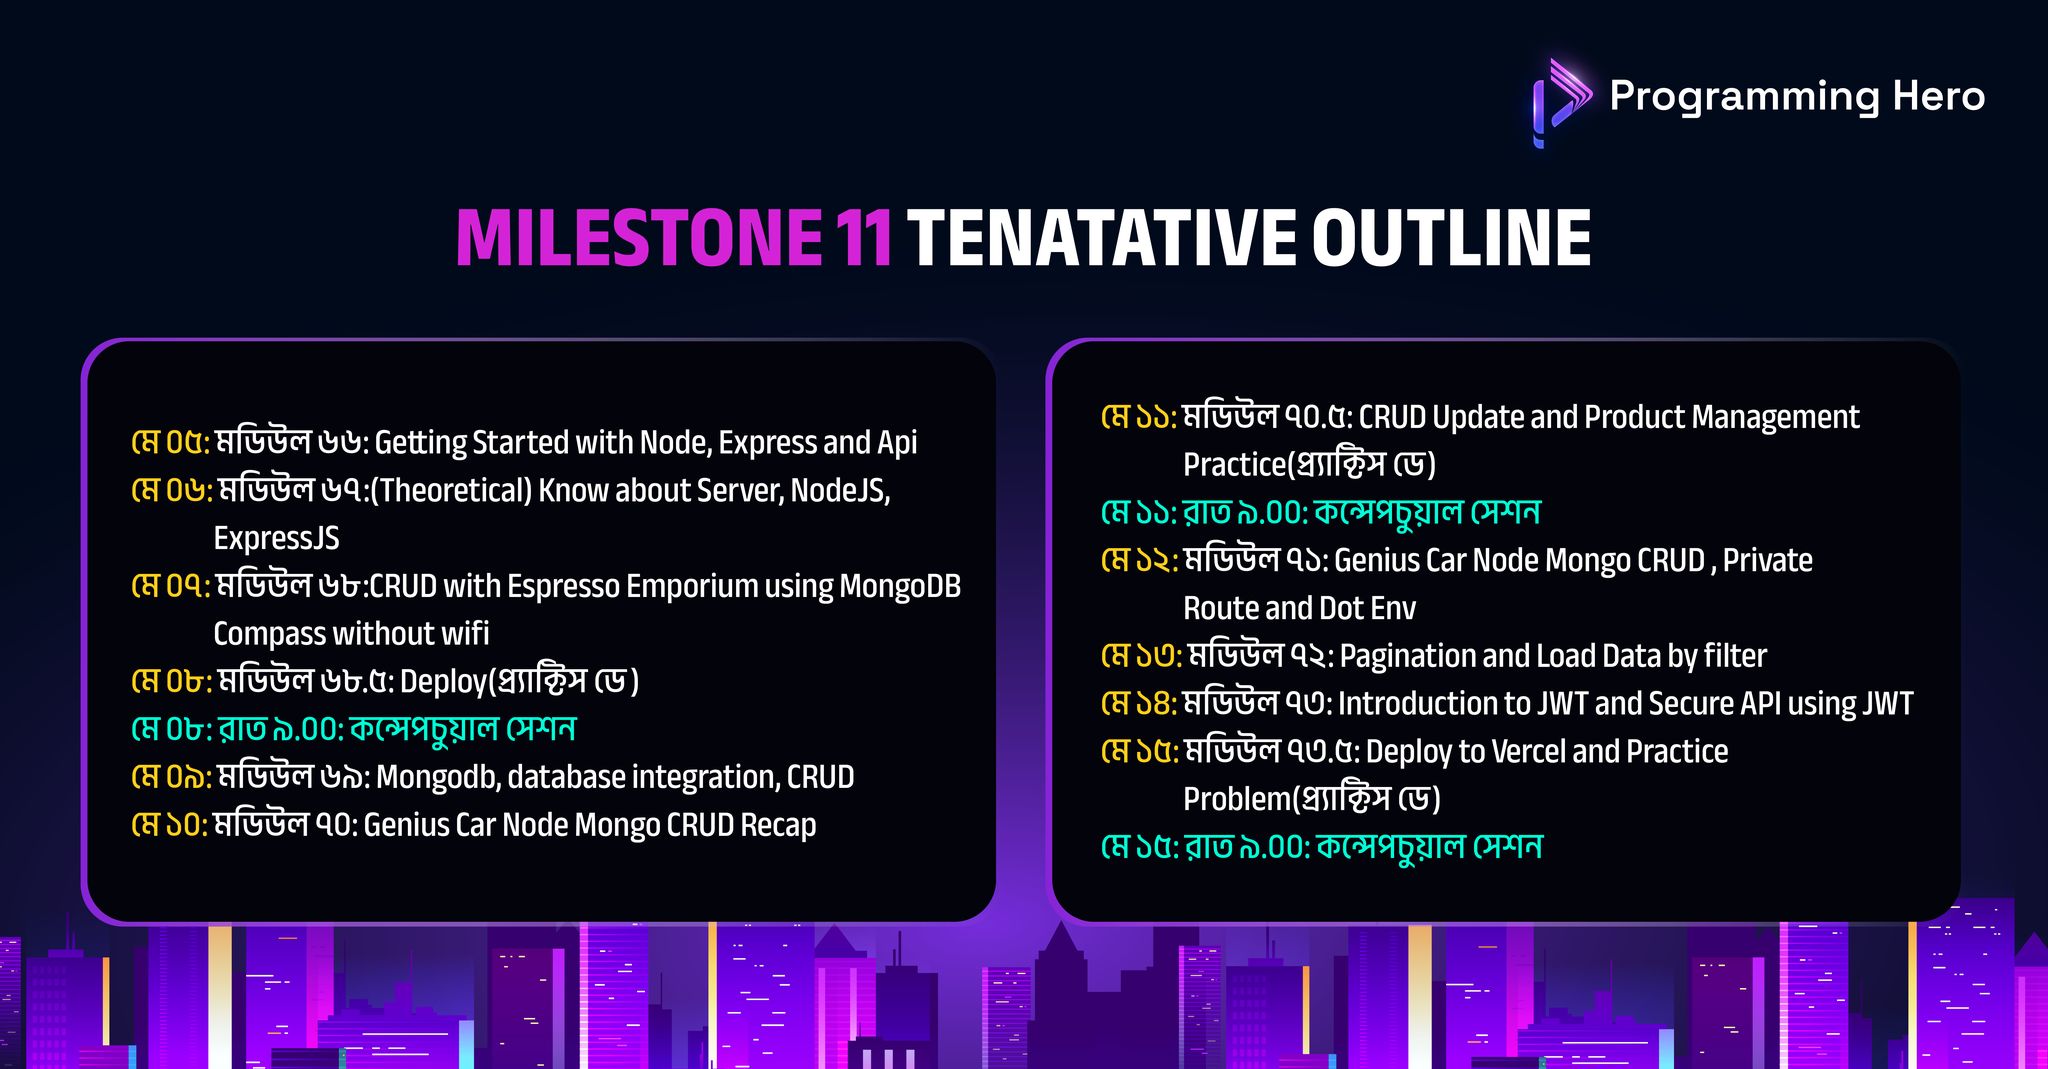 Programming Hero
MILESTONE 11 TENATATIVE OUTLINE
মে ০৫: মডিউল ৬৬: Getting Started with Node, Express and Api
মে ০৬: মডিউল ৬৭:(Theoretical) Know about Server, NodeJS,
ExpressJS
মে ০৭: মডিউল ৬৮:CRUD with Espresso Emporium using MongoDB
Compass without wifi
মে ০৮: মডিউল ৬৮.৫: Deploy(প্র্যাক্টিস ডে )
মে ০৮: রাত ৯.00: কন্সেপচুয়াল সেশন
মে ০৯: মডিউল ৬৯: Mongodb, database integration, CRUD
মে ১০: মডিউল ৭০: Genius Car Node Mongo CRUD Recap
মে ১১: মডিউল ৭০.৫: CRUD Update and Product Management
Practice(প্র্যাক্টিস ডে)
মে ১১: রাত ৯.00: কন্সেপচুয়াল সেশন
মে ১২: মডিউল ৭১: Genius Car Node Mongo CRUD , Private
Route and Dot Env
মে ১৩: মডিউল ৭২: Pagination and Load Data by filter
মে ১৪: মডিউল ৭৩: Introduction to JWT and Secure API using JWT
মে ১৫: মডিউল ৭৩.৫: Deploy to Vercel and Practice
Problem(প্র্যাক্টিস ডে)
মে ১৫: রাত ৯.00: কন্সেপচুয়াল সেশন